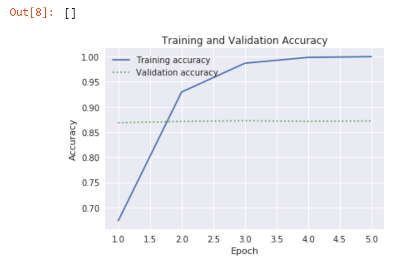 Out[8]: []
Training and Validation Accuracy
Training accuracy
Validation accuracy
1.00
0.95
0.90
0.85
0.80
0.75
0.70
Accuracy
1.0 1.5 2.0 2.5 3.0 3.5 4.0 4.5 5.0
Epoch